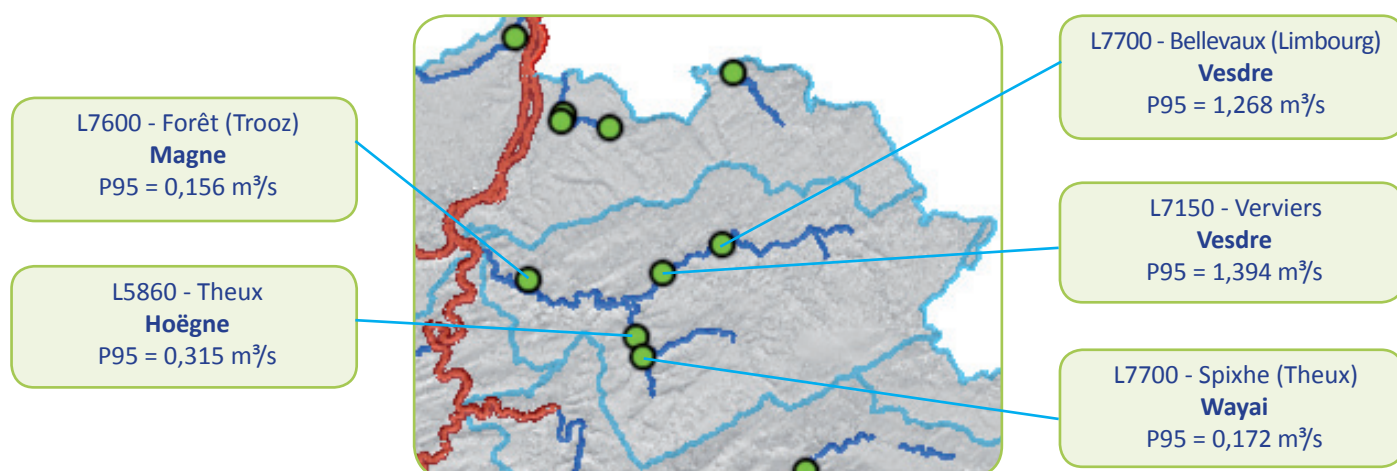 L7600 - Forêt (Trooz)
Magne
P95 = 0,156 m³/s
L5860 - Theux
Hoëgne
P95 = 0,315 m³/s
L7700 - Bellevaux (Limbourg)
Vesdre
P95 = 1,268 m³/s
L7150 - Verviers
Vesdre
P95 = 1,394 m³/s
L7700 - Spixhe (Theux)
Wayai
P95 = 0,172 m³/s